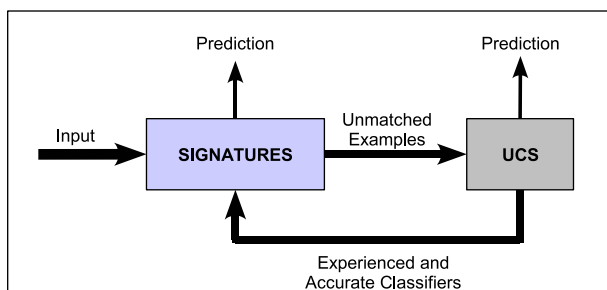 Prediction
Prediction
Input
SIGNATURES
Unmatched
Examples
UCS
Experienced and
Accurate Classifiers